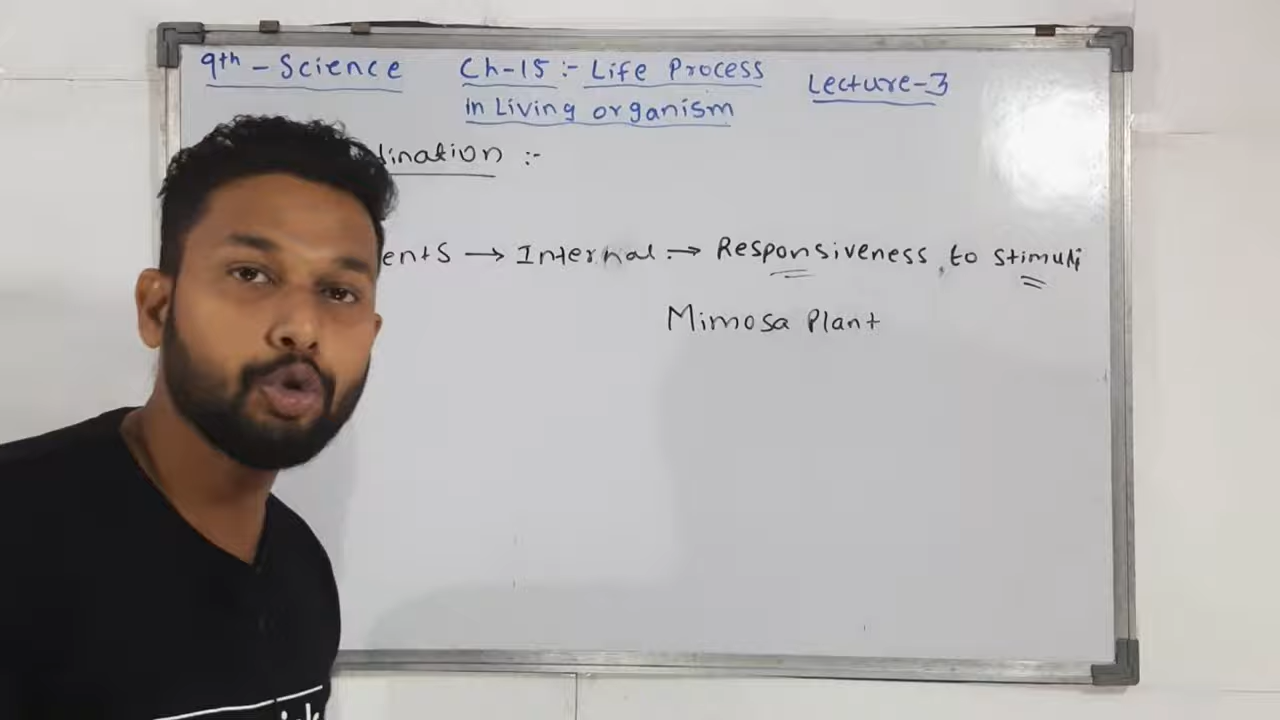 9th - Science Ch-15 :- Life Process Lecture-3
in Living organism
dination :-
ents → Internal → Responsiveness to stimuli
Mimosa Plant